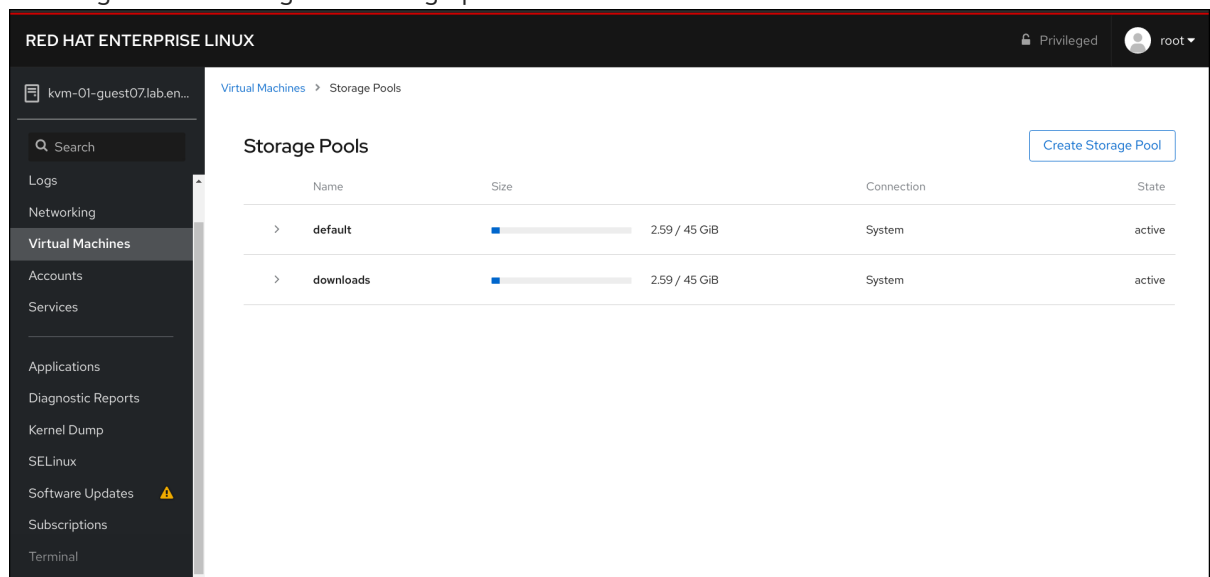 RED HAT ENTERPRISE LINUX
Privileged
root
kvm-01-guest07.lab.en...
Virtual Machines > Storage Pools
Search
Logs
Networking
Virtual Machines
Accounts
Services
Applications
Diagnostic Reports
Kernel Dump
SELinux
Software Updates
Subscriptions
Terminal
Storage Pools
Create Storage Pool
Name Size Connection State
default 2.59 / 45 GiB System active
downloads 2.59 / 45 GiB System active